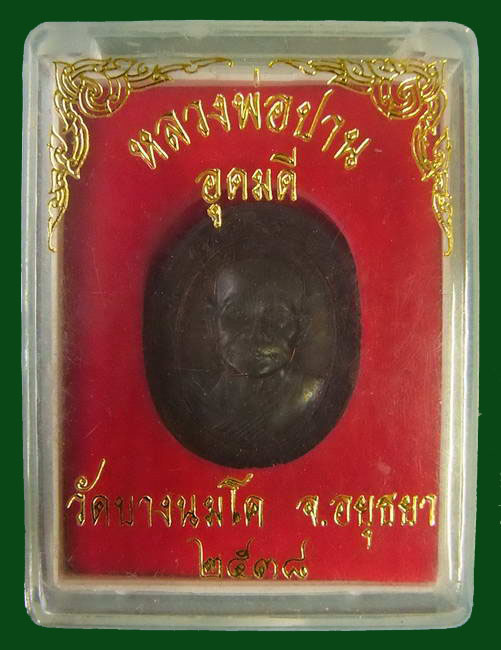 หลวงพ่อปาน
อุดมดี
วัดบางนมโค จ.อยุธยา
๒๕๓๘